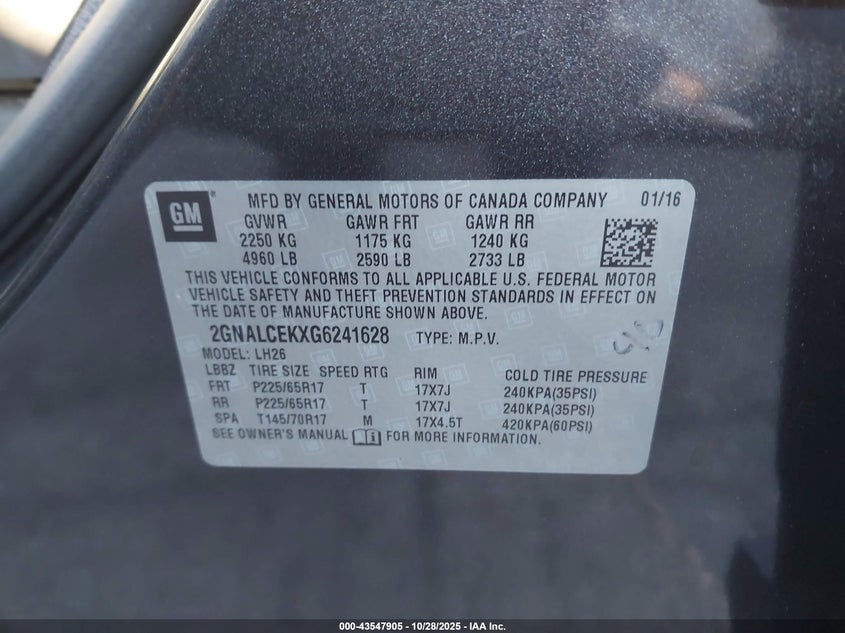 GM ® MFD BY GENERAL MOTORS OF CANADA COMPANY 01/16
GVWR GAWR FRT GAWR RR
2250 KG 1175 KG 1240 KG
4960 LB 2590 LB 2733 LB
THIS VEHICLE CONFORMS TO ALL APPLICABLE U.S. FEDERAL MOTOR
VEHICLE SAFETY AND THEFT PREVENTION STANDARDS IN EFFECT ON
THE DATE OF MANUFACTURE SHOWN ABOVE.
2GNALCEKXG6241628 TYPE: M.P.V.
MODEL: LH26
LBBZ TIRE SIZE SPEED RTG RIM COLD TIRE PRESSURE
FRT P225/65R17 T 17X7J 240KPA(35PSI)
RR P225/65R17 T 17X7J 240KPA(35PSI)
SPA T145/70R17 M 17X4.5T 420KPA(60PSI)
SEE OWNER'S MANUAL FOR MORE INFORMATION.
000-43547905 | 10/28/2025 | IAA Inc.